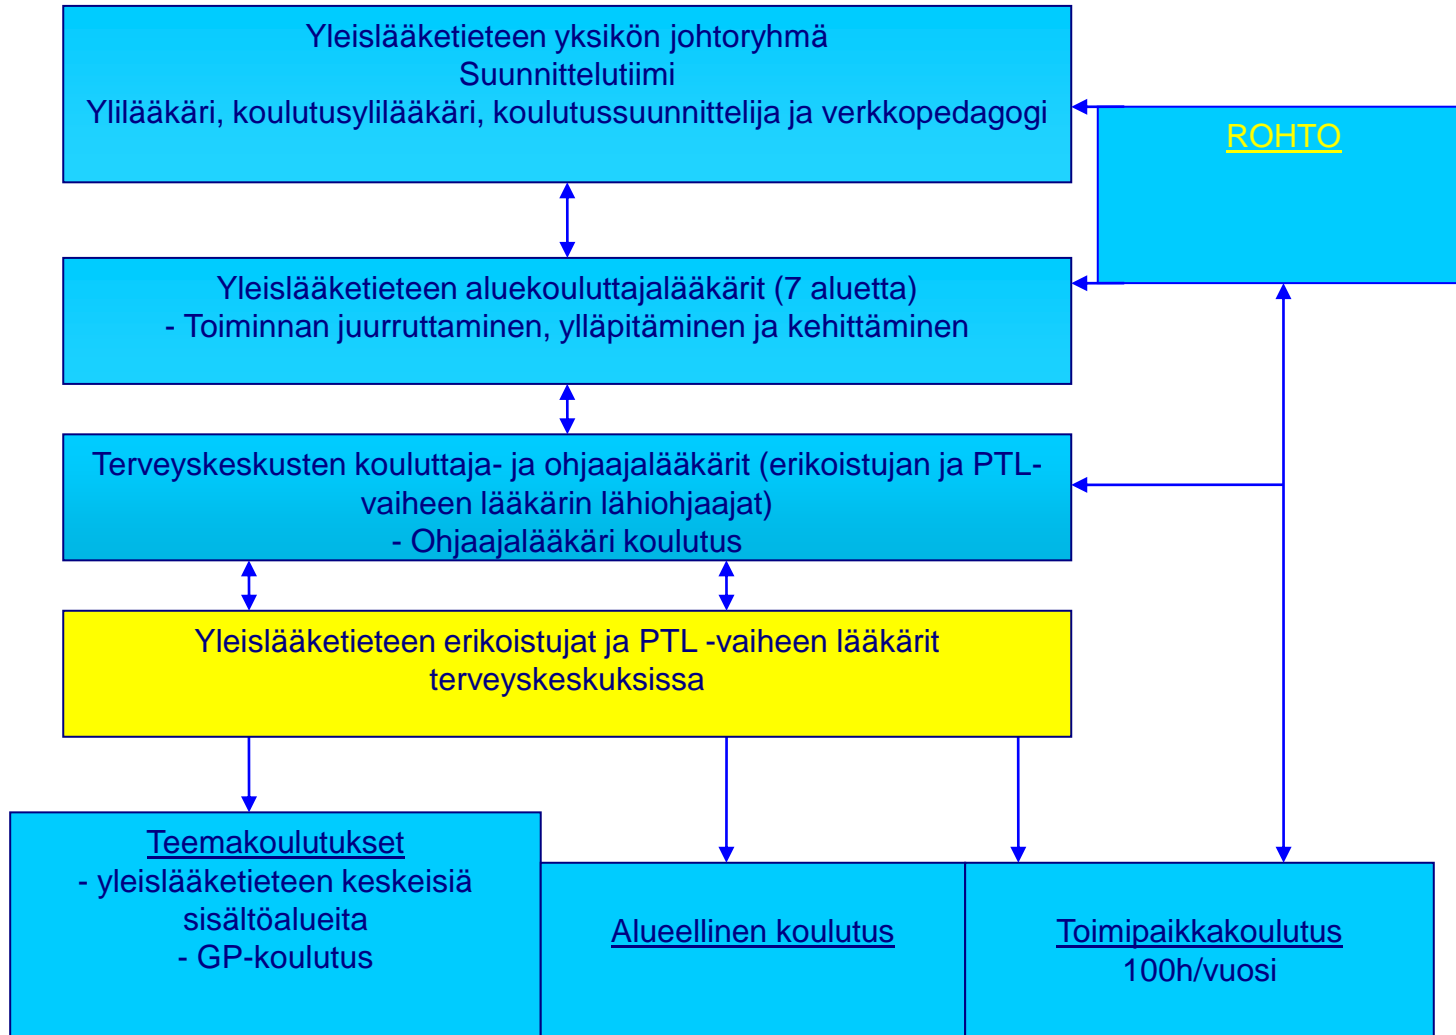 Yleislääketieteen yksikön johtoryhmä
Suunnittelutiimi
Ylilääkäri, koulutusylilääkäri, koulutussuunnittelija ja verkkopedagogi
ROHTO
Yleislääketieteen aluekouluttajalääkärit (7 aluetta)
- Toiminnan juurruttaminen, ylläpitäminen ja kehittäminen
Terveyskeskusten kouluttaja- ja ohjaajalääkärit (erikoistujan ja PTL-
vaiheen lääkärin lähiohjaajat)
- Ohjaajalääkäri koulutus
Yleislääketieteen erikoistujat ja PTL -vaiheen lääkärit
terveyskeskuksissa
Teemakoulutukset
- yleislääketieteen keskeisiä
sisältöalueita
- GP-koulutus
Alueellinen koulutus
Toimipaikkakoulutus
100h/vuosi